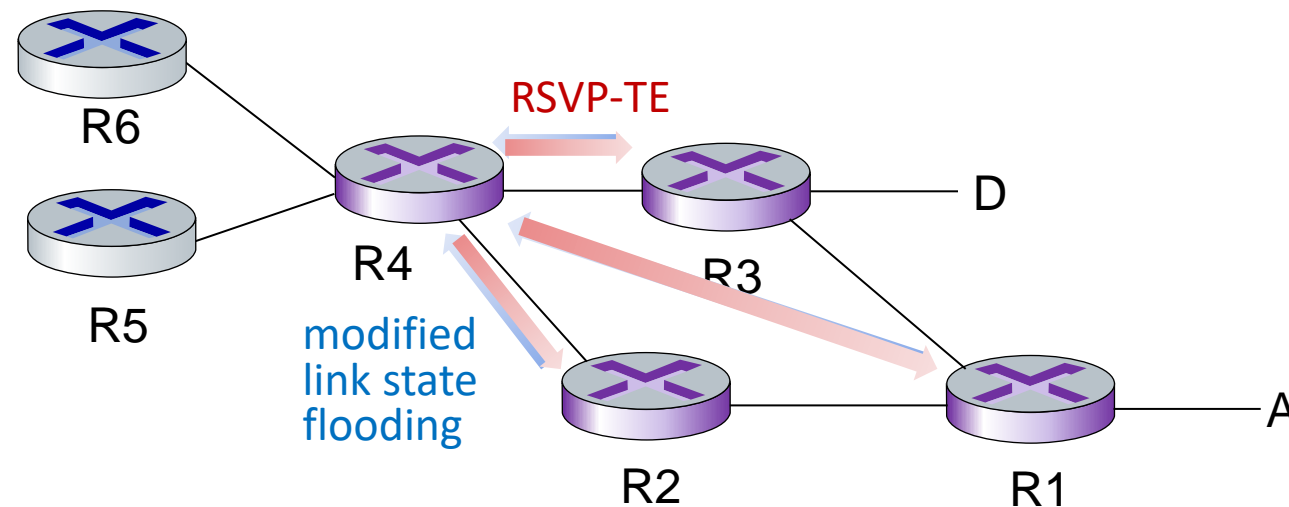 R6
RSVP-TE
D
R4
R3
R5
modified
link state
flooding
A
R2
R1